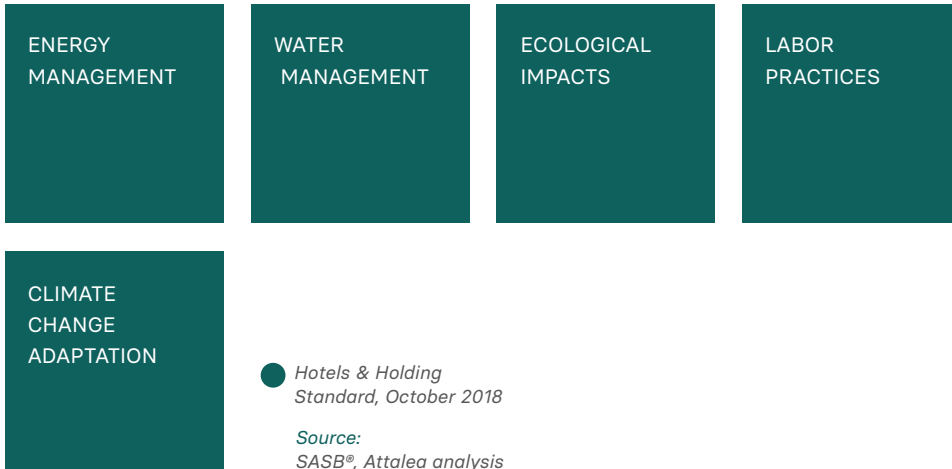 ENERGY
MANAGEMENT
WATER
MANAGEMENT
ECOLOGICAL
IMPACTS
LABOR
PRACTICES
CLIMATE
CHANGE
ADAPTATION
Hotels & Holding
Standard, October 2018
Source:
SASB®, Attalea analysis